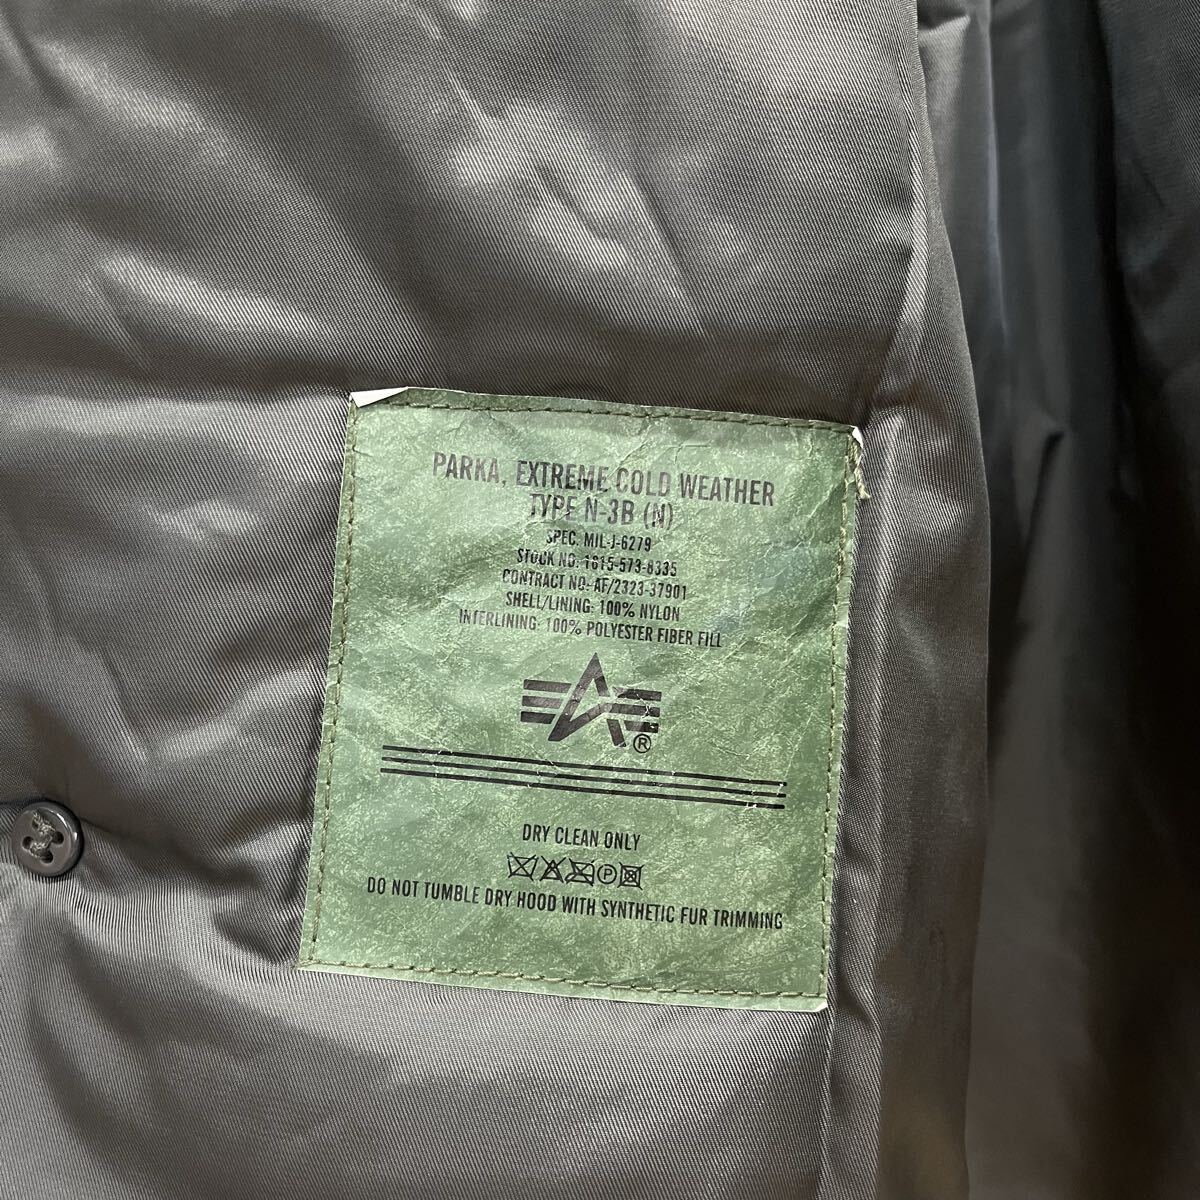 PARKA, EXTREME COLD WEATHER
TYPE N-3B (N)
SPEC. MIL-J-6279
STOCK NO: 1615-573-8335
CONTRACT NO- AF/2323-37901
SHELL/LINING: 100% NYLON
INTERLINING: 100% POLYESTER FIBER FILL
®
DRY CLEAN ONLY
P
DO NOT TUMBLE DRY HOOD WITH SYNTHETIC FUR TRIMMING